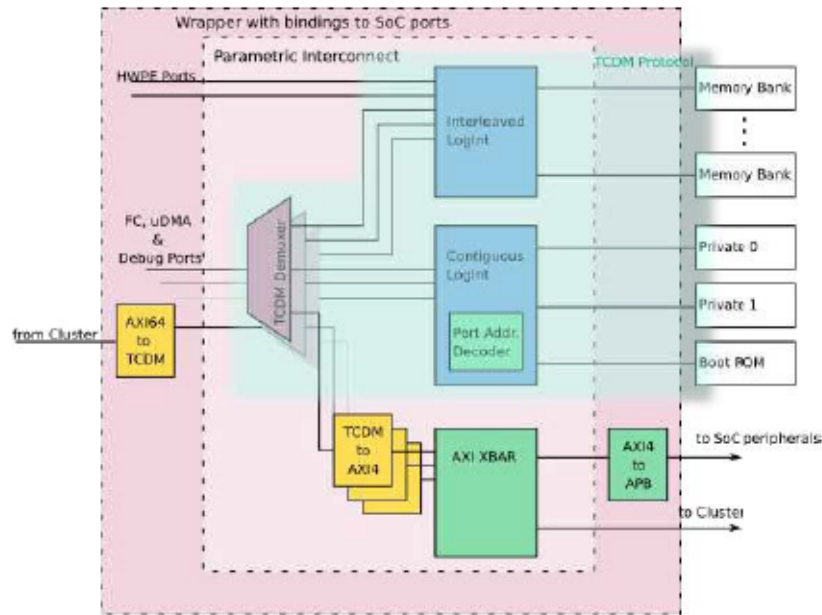 Wrapper with bindings to SoC ports
Parametric Interconnect
TCDM Protocol
HWPE Ports
Interleaved
LogInt
Memory Bank
Memory Bank
FC, uDMA
&
Debug Ports
TCDM Demuxer
Contiguous
LogInt
Port Addr.
Decoder
Private 0
Private 1
Boot ROM
from Cluster
AXI64
to
TCDM
TCDM
to
AXI4
AXI XBAR
AXI4
to
APB
to SoC peripherals
to Cluster